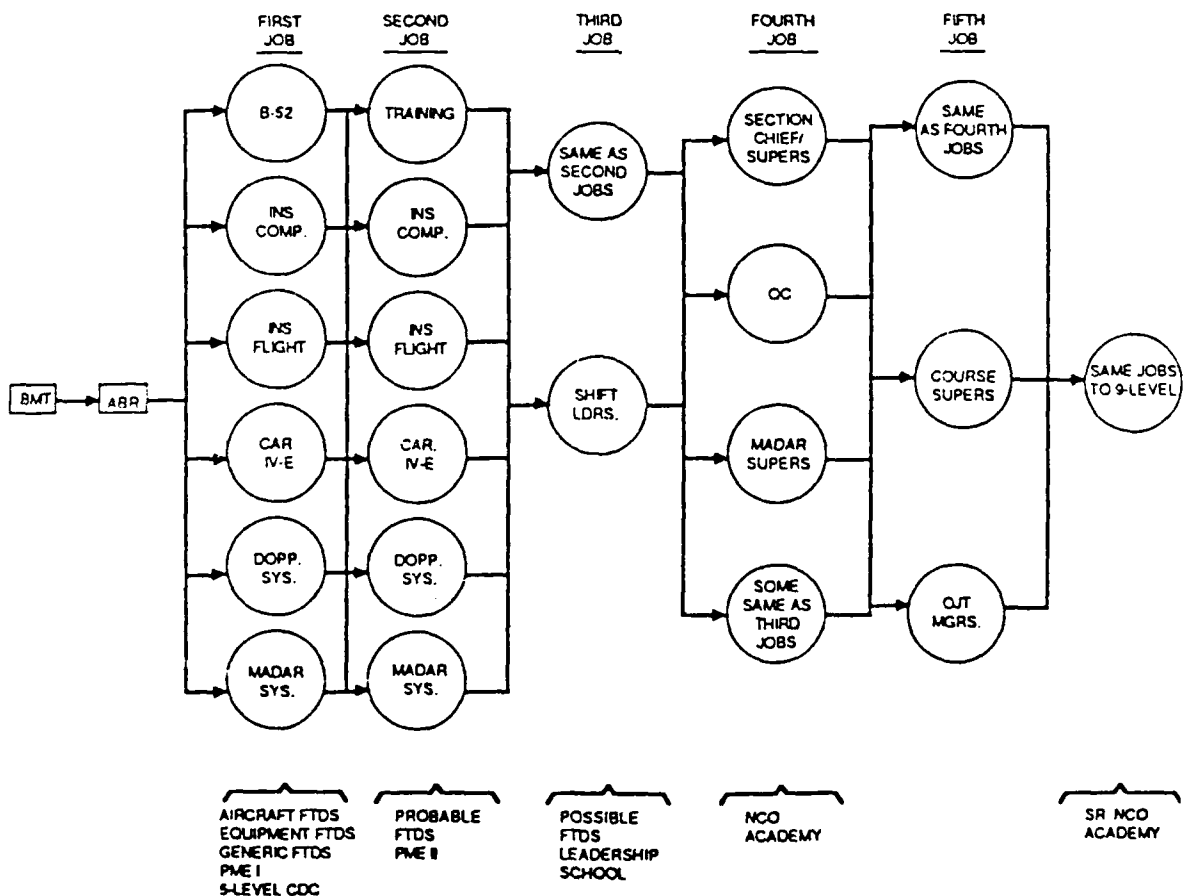 FIRST JOB
SECOND JOB
THIRD JOB
FOURTH JOB
FIFTH JOB
B-52
TRAINING
SECTION
CHIEF/
SUPERS
SAME
AS FOURTH
JOBS
SAME AS
SECOND
JOBS
INS
COMP.
INS
COMP.
QC
INS
FLIGHT
INS
FLIGHT
COURSE
SUPERS
SAME JOBS
TO 9-LEVEL
BMT
ABR
SHIFT
LDRS.
CAR
IV-E
CAR.
IV-E
MADAR
SUPERS
DOPP.
SYS.
DOPP.
SYS.
SOME
SAME AS
THIRD
JOBS
OJT
MGRS.
MADAR
SYS.
MADAR
SYS.
AIRCRAFT FTDS
EQUIPMENT FTDS
GENERIC FTDS
PME I
5-LEVEL CDC
PROBABLE
FTDS
PME II
POSSIBLE
FTDS
LEADERSHIP
SCHOOL
NCO
ACADEMY
SR NCO
ACADEMY